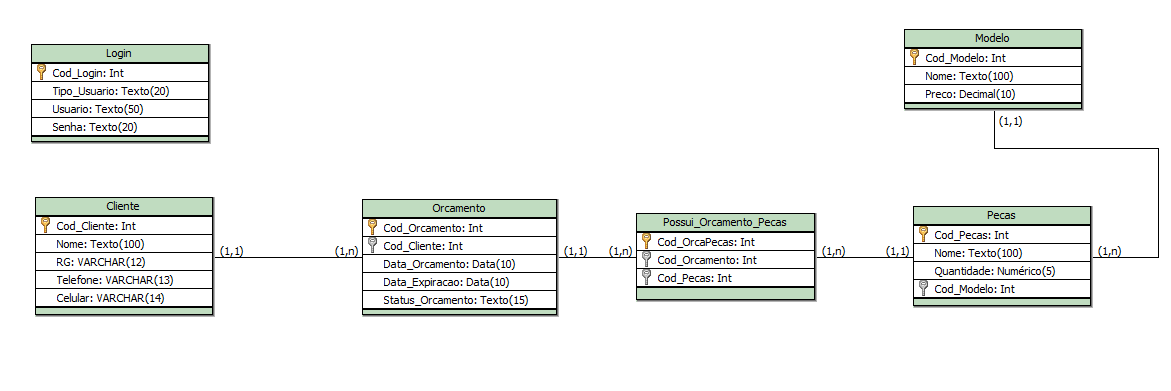 Login
Cod_Login: Int
Tipo_Usuario: Texto(20)
Usuario: Texto(50)
Senha: Texto(20)
Modelo
Cod_Modelo: Int
Nome: Texto(100)
Preco: Decimal(10)
(1,1)
Cliente
Cod_Cliente: Int
Nome: Texto(100)
RG: VARCHAR(12)
Telefone: VARCHAR(13)
Celular: VARCHAR(14)
(1,1)
(1,n)
Orcamento
Cod_Orcamento: Int
Cod_Cliente: Int
Data_Orcamento: Data(10)
Data_Expiracao: Data(10)
Status_Orcamento: Texto(15)
(1,1)
(1,n)
Possui_Orcamento_Pecas
Cod_OrcaPecas: Int
Cod_Orcamento: Int
Cod_Pecas: Int
(1,n)
(1,1)
Pecas
Cod_Pecas: Int
Nome: Texto(100)
Quantidade: Numérico(5)
Cod_Modelo: Int
(1,n)